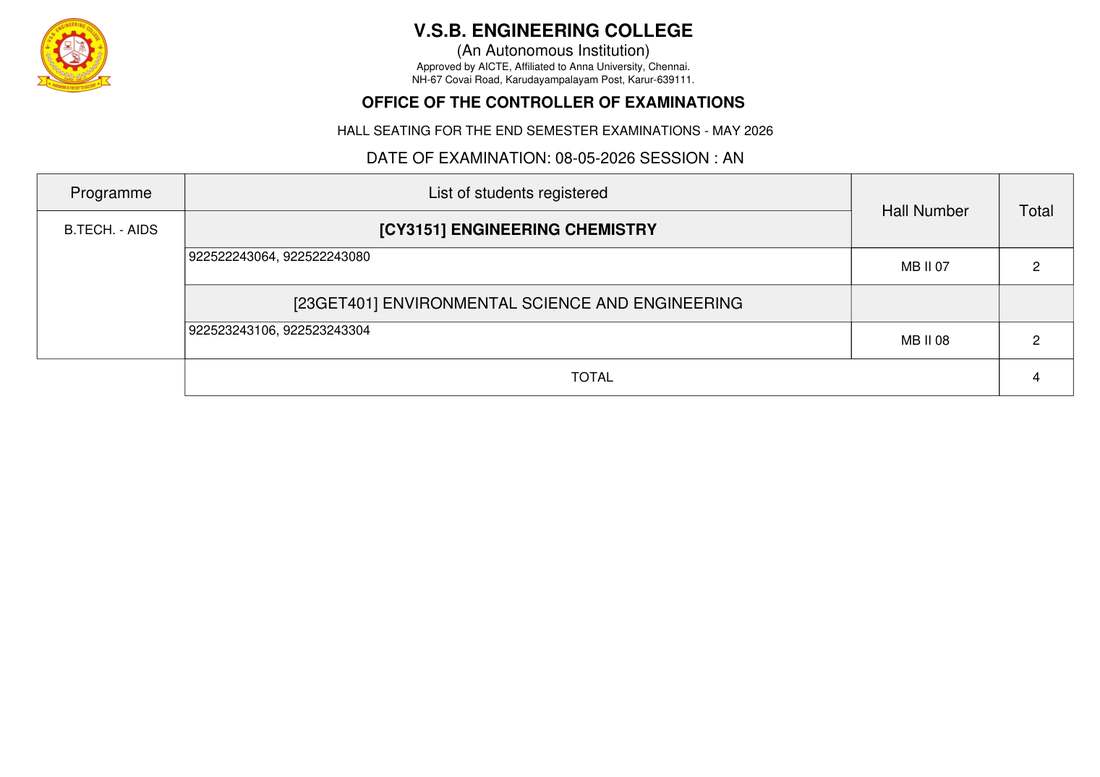 V.S.B. ENGINEERING COLLEGE
(An Autonomous Institution)
Approved by AICTE, Affiliated to Anna University, Chennai.
NH-67 Covai Road, Karudayampalayam Post, Karur-639111.
OFFICE OF THE CONTROLLER OF EXAMINATIONS
HALL SEATING FOR THE END SEMESTER EXAMINATIONS - MAY 2026
DATE OF EXAMINATION: 08-05-2026 SESSION : AN
Programme
List of students registered
Hall Number
Total
B.TECH. - AIDS
[CY3151] ENGINEERING CHEMISTRY
922522243064, 922522243080
MB II 07
2
[23GET401] ENVIRONMENTAL SCIENCE AND ENGINEERING
922523243106, 922523243304
MB II 08
2
TOTAL
4